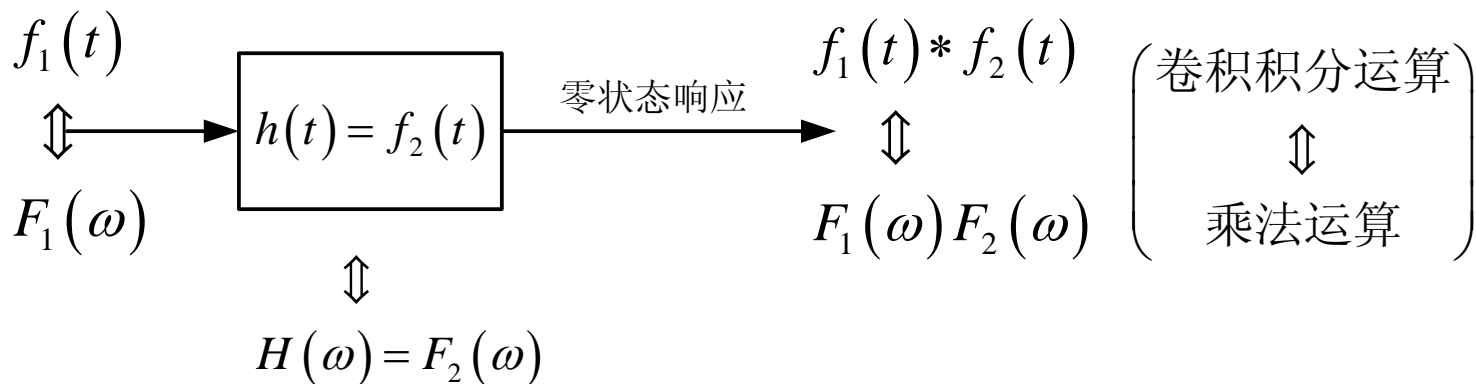 f₁(t)
⇕
F₁(ω)
h(t) = f₂(t)
⇕
H(ω) = F₂(ω)
零状态响应
f₁(t) * f₂(t)
⇕
F₁(ω) F₂(ω)
卷积积分运算
⇕
乘法运算